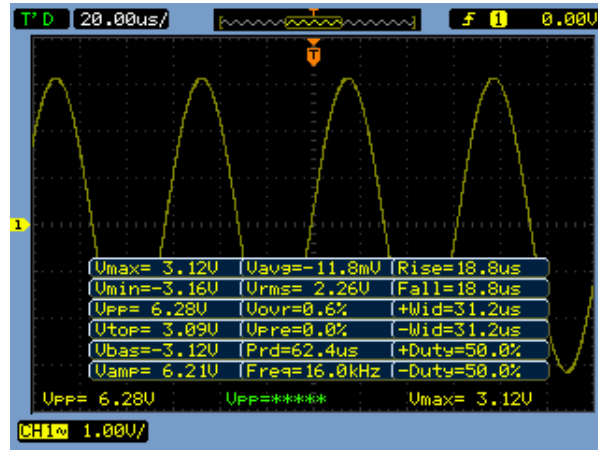 T'D 20.00us/ T f 1 0.00V
T
1
Vmax= 3.12V Vavg=-11.8mV Rise=18.8us
Vmin=-3.16V Vrms= 2.26V Fall=18.8us
VPP= 6.28V Vovr=0.6% +Wid=31.2us
Vtop= 3.09V Vpre=0.0% -Wid=31.2us
Vbas=-3.12V Prd=62.4us +Duty=50.0%
Vamp= 6.21V Freq=16.0kHz -Duty=50.0%
VPP= 6.28V VPP=***** Vmax= 3.12V
CH1~ 1.00V/